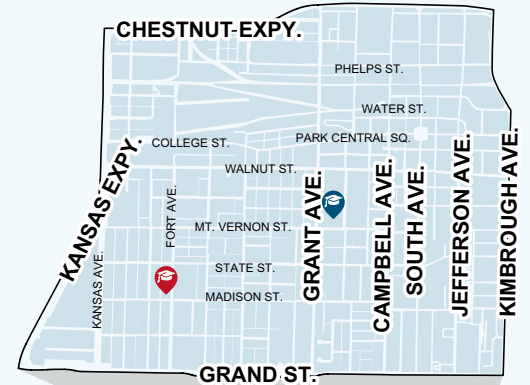 CHESTNUT EXPY.
PHELPS ST.
WATER ST.
PARK CENTRAL SQ.
COLLEGE ST.
WALNUT ST.
KANSAS EXPY.
FORT AVE.
MT. VERNON ST.
GRANT AVE.
CAMPBELL AVE.
SOUTH AVE.
JEFFERSON AVE.
KIMBROUGH AVE.
KANSAS AVE.
STATE ST.
MADISON ST.
GRAND ST.